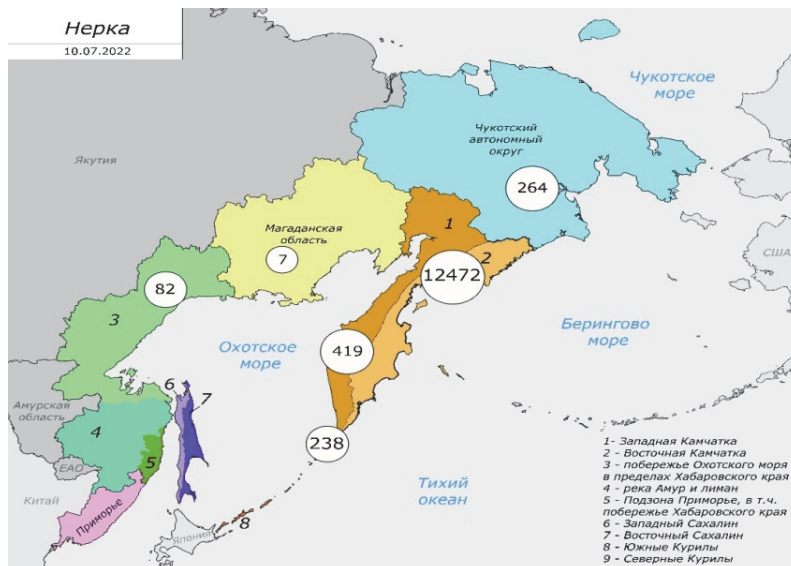 Нерка
10.07.2022
Чукотское
море
Чукотский
автономный
округ
264
Якутия
1
Магаданская
область
7
2
12472
США
82
3
Берингово
море
Охотское
море
419
6
7
Амурская
область
4
238
5
ЕАО
Тихий
океан
Китай
Приморье
Япония
8
1- Западная Камчатка
2 - Восточная Камчатка
3 - побережье Охотского моря
в пределах Хабаровского края
4 - река Амур и лиман
5 - Подзона Приморье, в т.ч.
побережье Хабаровского края
6 - Западный Сахалин
7 - Восточный Сахалин
8 - Южные Курилы
9 - Северные Курилы